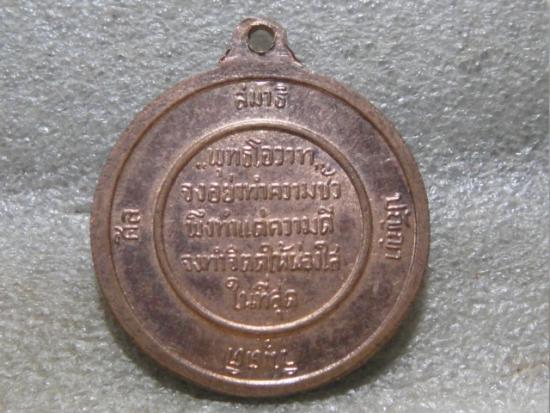 สมาธิ
ศีล
ปัญญา
"พุทธโอวาท"
จงอย่าทำความชั่ว
พึงทำแต่ความดี
จงทำจิตต์ให้ผ่องใส
ในที่สุด